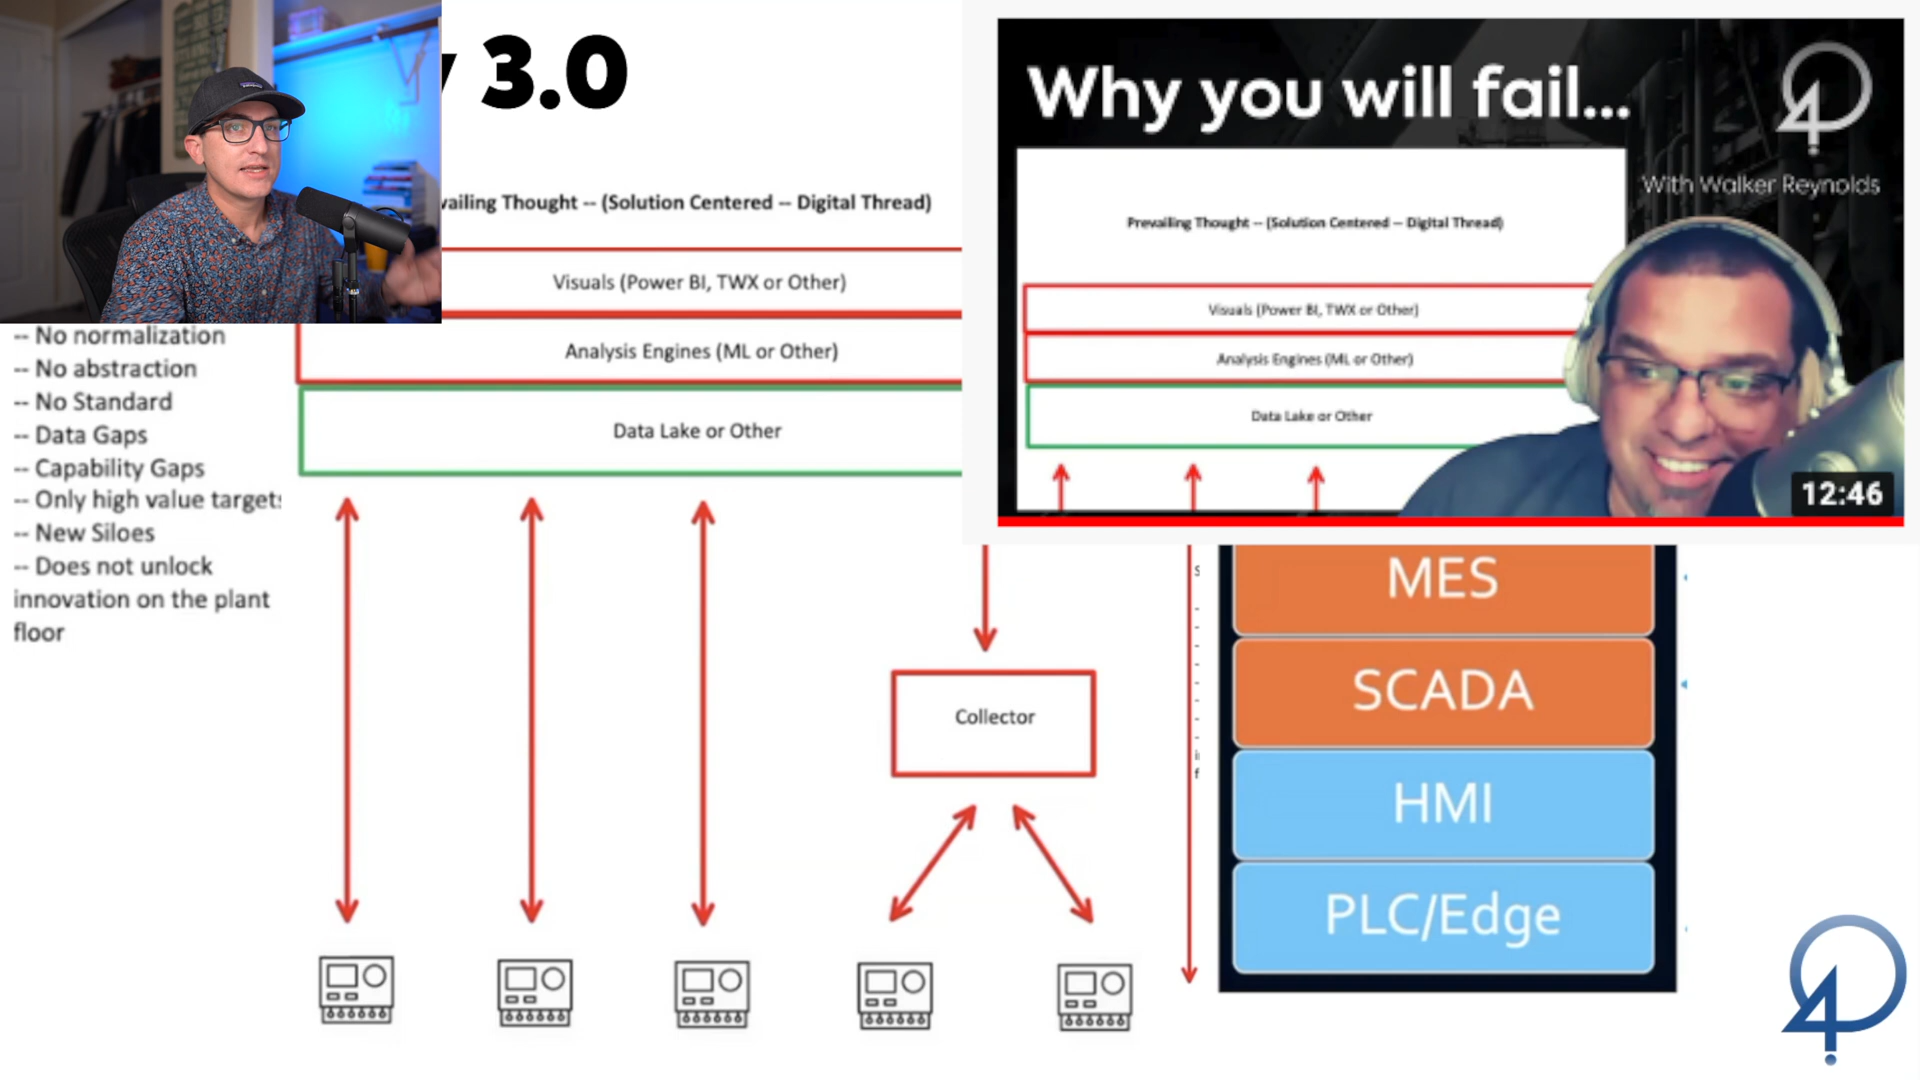 3.0
Prevailing Thought -- (Solution Centered -- Digital Thread)
Visuals (Power BI, TWX or Other)
Analysis Engines (ML or Other)
Data Lake or Other
-- No normalization
-- No abstraction
-- No Standard
-- Data Gaps
-- Capability Gaps
-- Only high value targets
-- New Siloes
-- Does not unlock
innovation on the plant
floor
Collector
Why you will fail...
With Walker Reynolds
Prevailing Thought -- (Solution Centered -- Digital Thread)
Visuals (Power BI, TWX or Other)
Analysis Engines (ML or Other)
Data Lake or Other
12:46
MES
SCADA
HMI
PLC/Edge
4